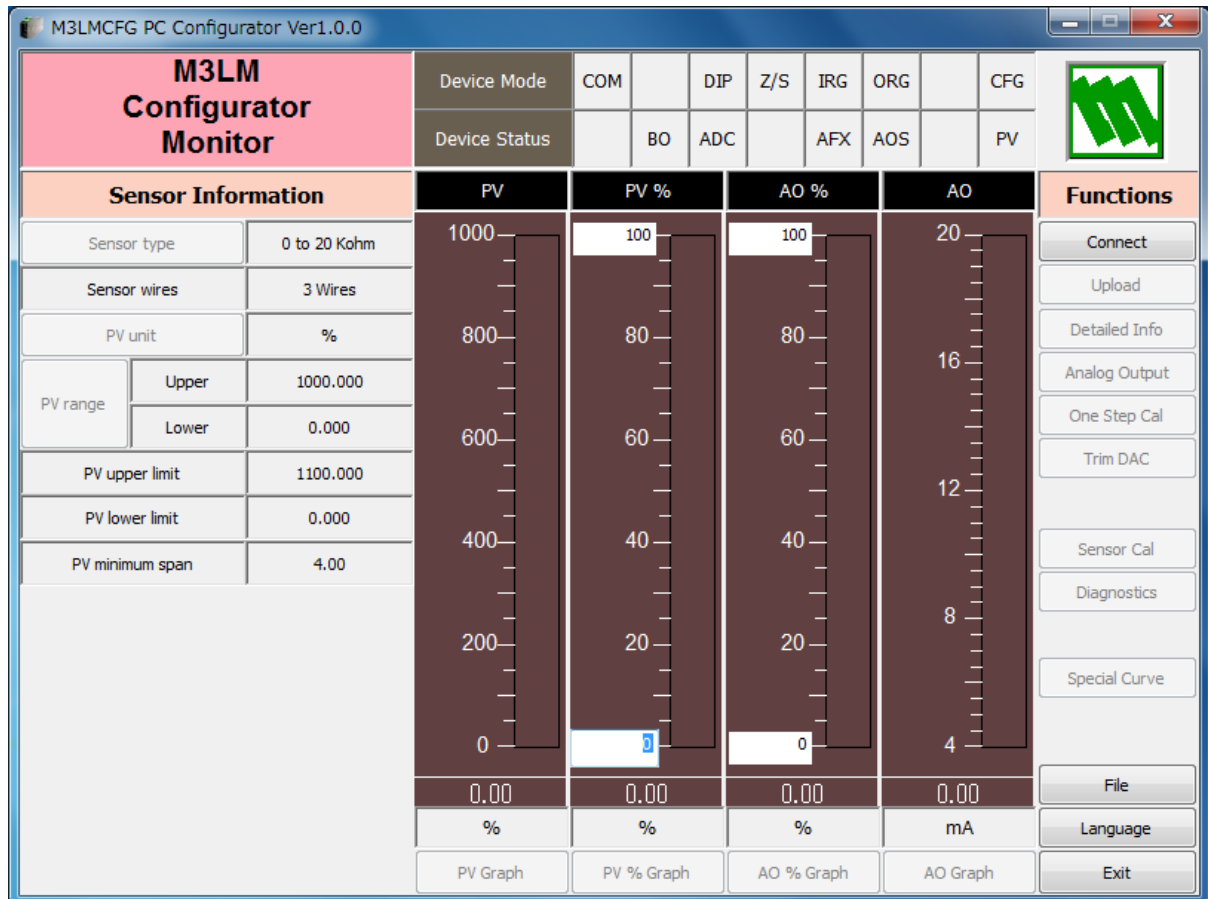 M3LMCFG PC Configurator Ver1.0.0
M3LM
Configurator
Monitor
Device Mode COM DIP Z/S IRG ORG CFG
Device Status BO ADC AFX AOS PV
Sensor Information
Sensor type 0 to 20 Kohm
Sensor wires 3 Wires
PV unit %
PV range Upper 1000.000
Lower 0.000
PV upper limit 1100.000
PV lower limit 0.000
PV minimum span 4.00
PV PV % AO % AO
1000 100 100 20
800 80 80
16
600 60 60
12
400 40 40
8
200 20 20
0 0 0 4
0.00 0.00 0.00 0.00
% % % mA
PV Graph PV % Graph AO % Graph AO Graph
Functions
Connect
Upload
Detailed Info
Analog Output
One Step Cal
Trim DAC
Sensor Cal
Diagnostics
Special Curve
File
Language
Exit